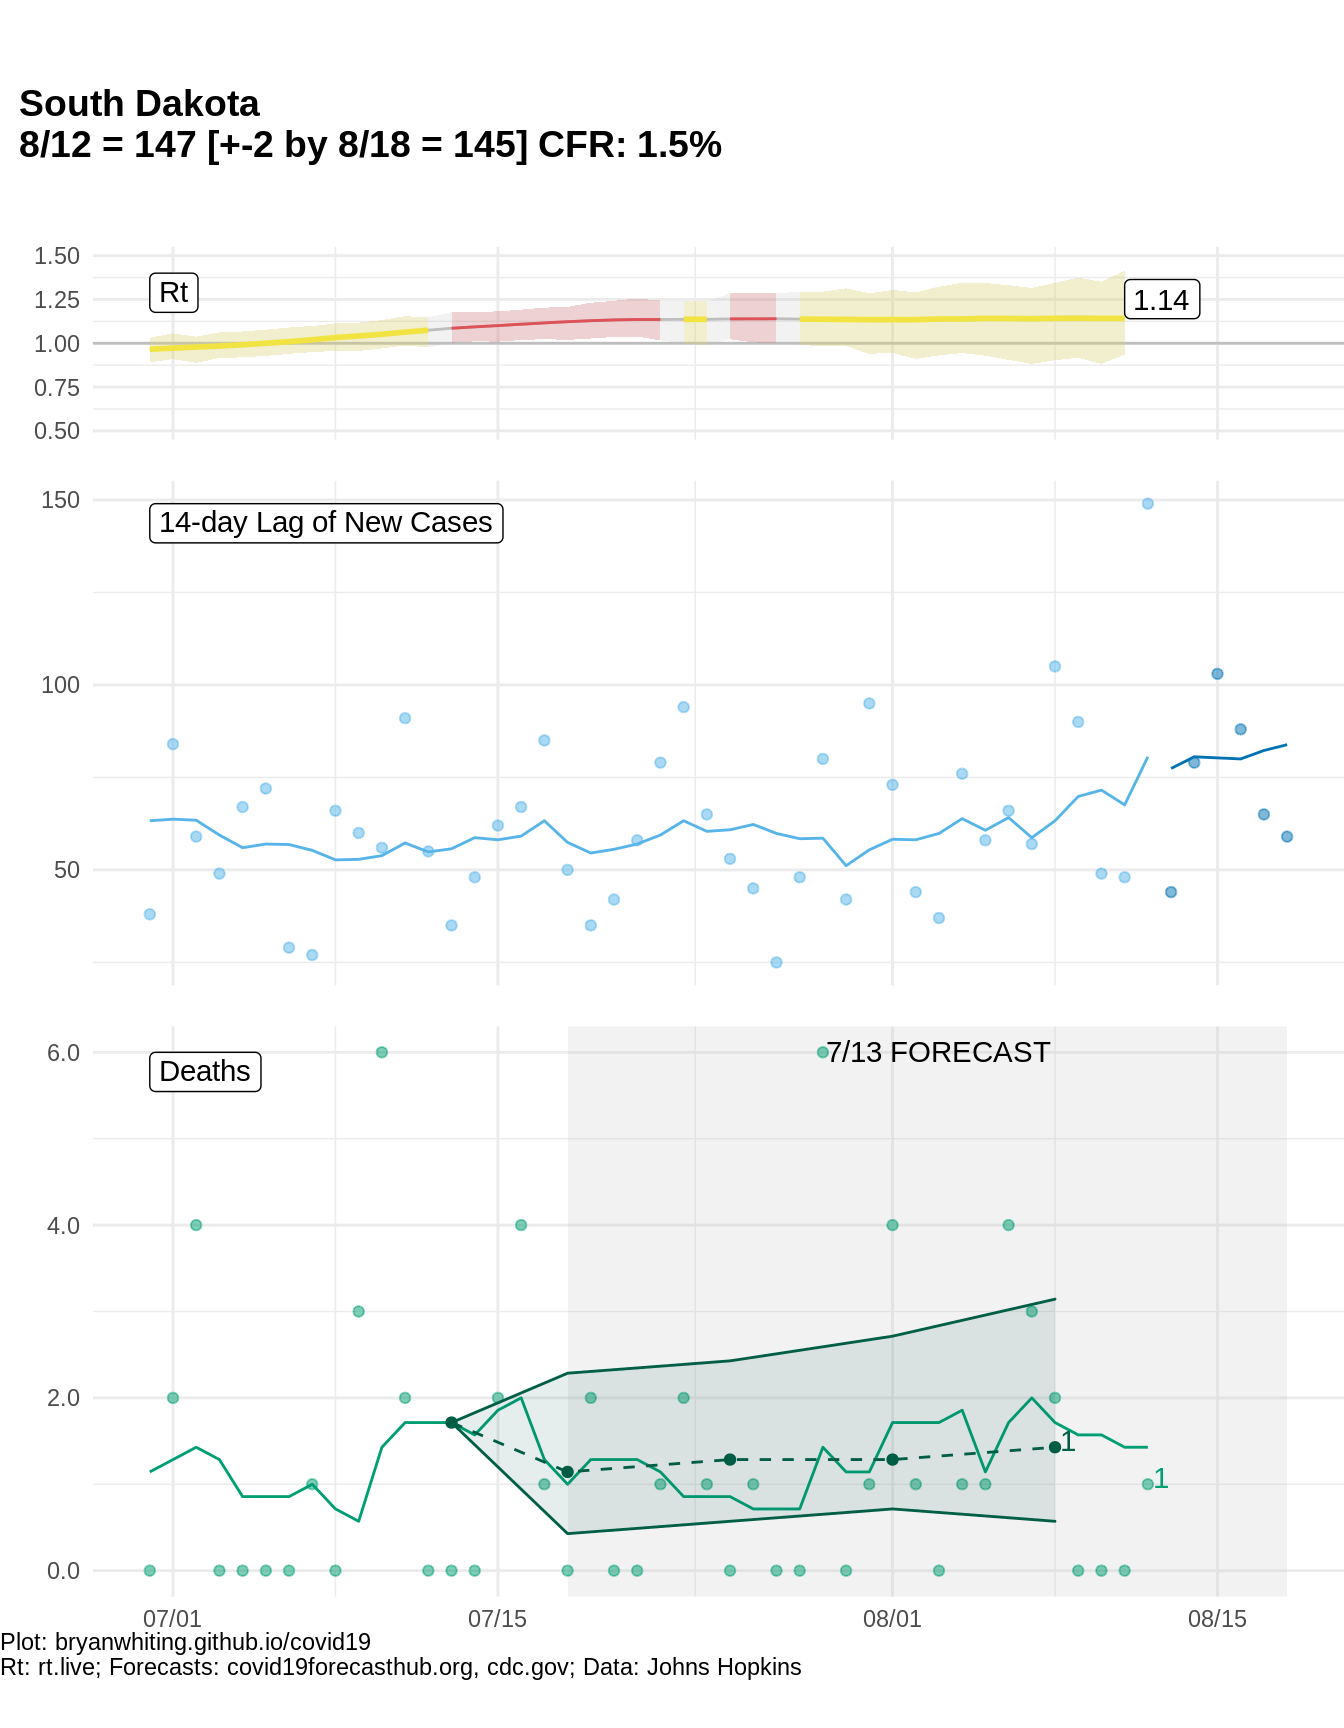 South Dakota
8/12 = 147 [+-2 by 8/18 = 145] CFR: 1.5%
1.50
1.25
1.00
0.75
0.50
Rt
1.14
150
100
50
14-day Lag of New Cases
6.0
4.0
2.0
0.0
Deaths
7/13 FORECAST
1
1
07/01
07/15
08/01
08/15
Plot: bryanwhiting.github.io/covid19
Rt: rt.live; Forecasts: covid19forecasthub.org, cdc.gov; Data: Johns Hopkins